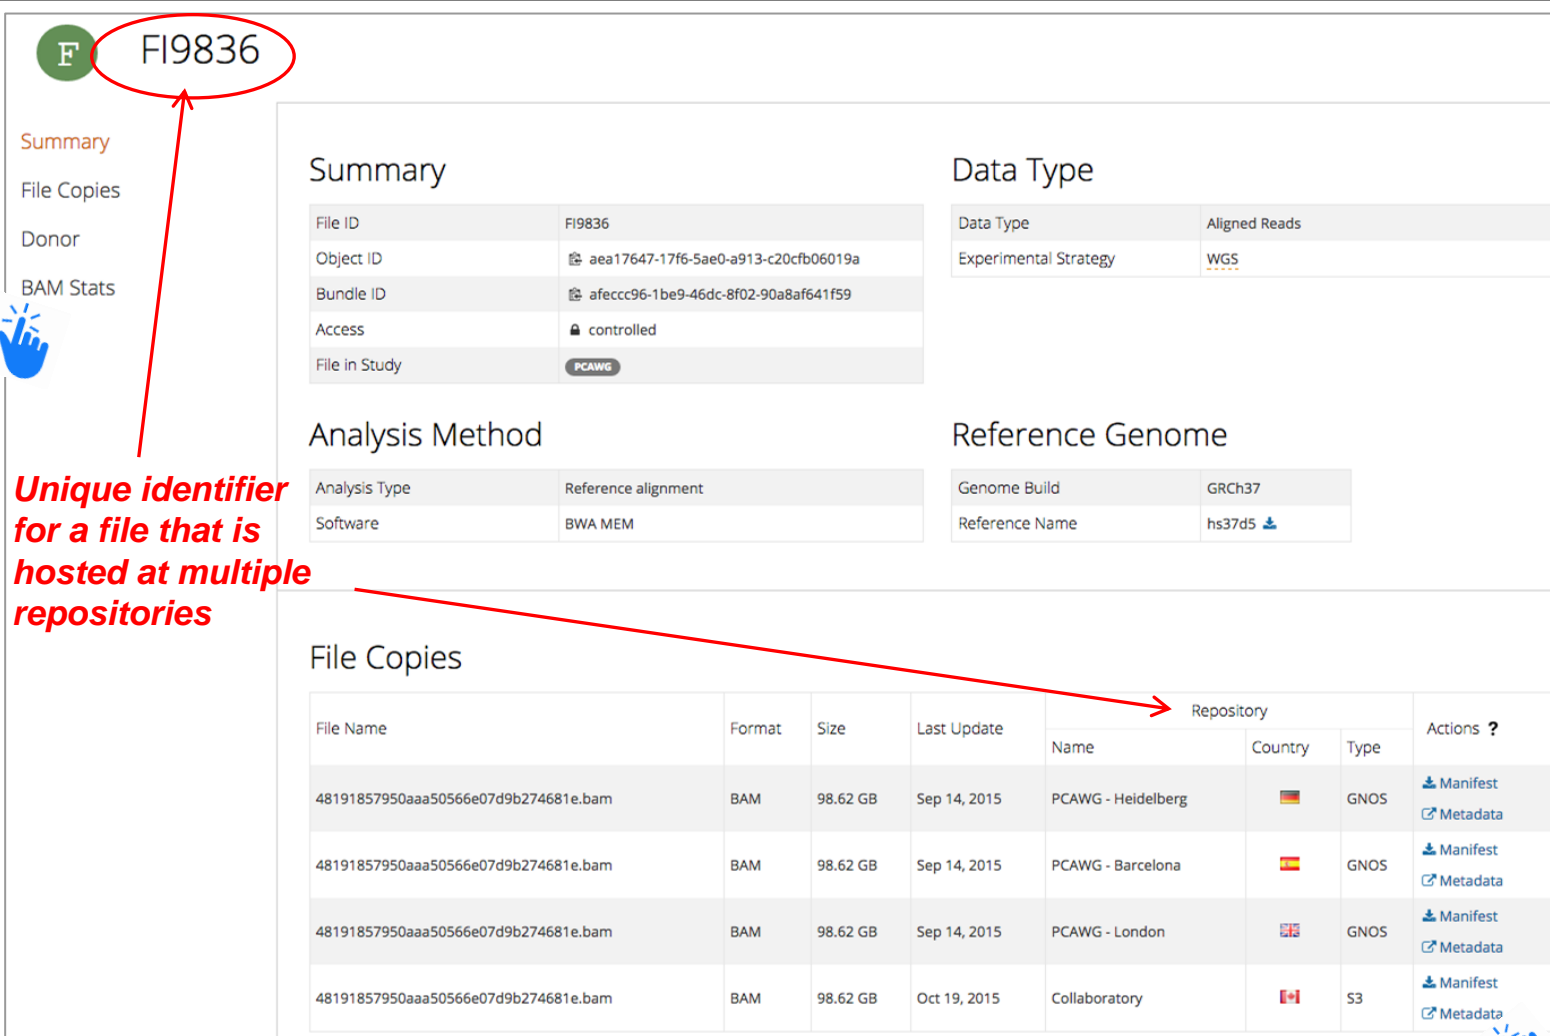 F FI9836
Summary
File Copies
Donor
BAM Stats
Unique identifier
for a file that is
hosted at multiple
repositories
Summary
File ID FI9836
Object ID aea17647-17f6-5ae0-a913-c20cfb06019a
Bundle ID afeccc96-1be9-46dc-8f02-90a8af641f59
Access controlled
File in Study PCAWG
Data Type
Data Type Aligned Reads
Experimental Strategy WGS
Analysis Method
Analysis Type Reference alignment
Software BWA MEM
Reference Genome
Genome Build GRCh37
Reference Name hs37d5
File Copies
File Name Format Size Last Update Repository Actions ?
Name Country Type
48191857950aaa50566e07d9b274681e.bam BAM 98.62 GB Sep 14, 2015 PCAWG - Heidelberg GNOS Manifest
Metadata
48191857950aaa50566e07d9b274681e.bam BAM 98.62 GB Sep 14, 2015 PCAWG - Barcelona GNOS Manifest
Metadata
48191857950aaa50566e07d9b274681e.bam BAM 98.62 GB Sep 14, 2015 PCAWG - London GNOS Manifest
Metadata
48191857950aaa50566e07d9b274681e.bam BAM 98.62 GB Oct 19, 2015 Collaboratory S3 Manifest
Metadata